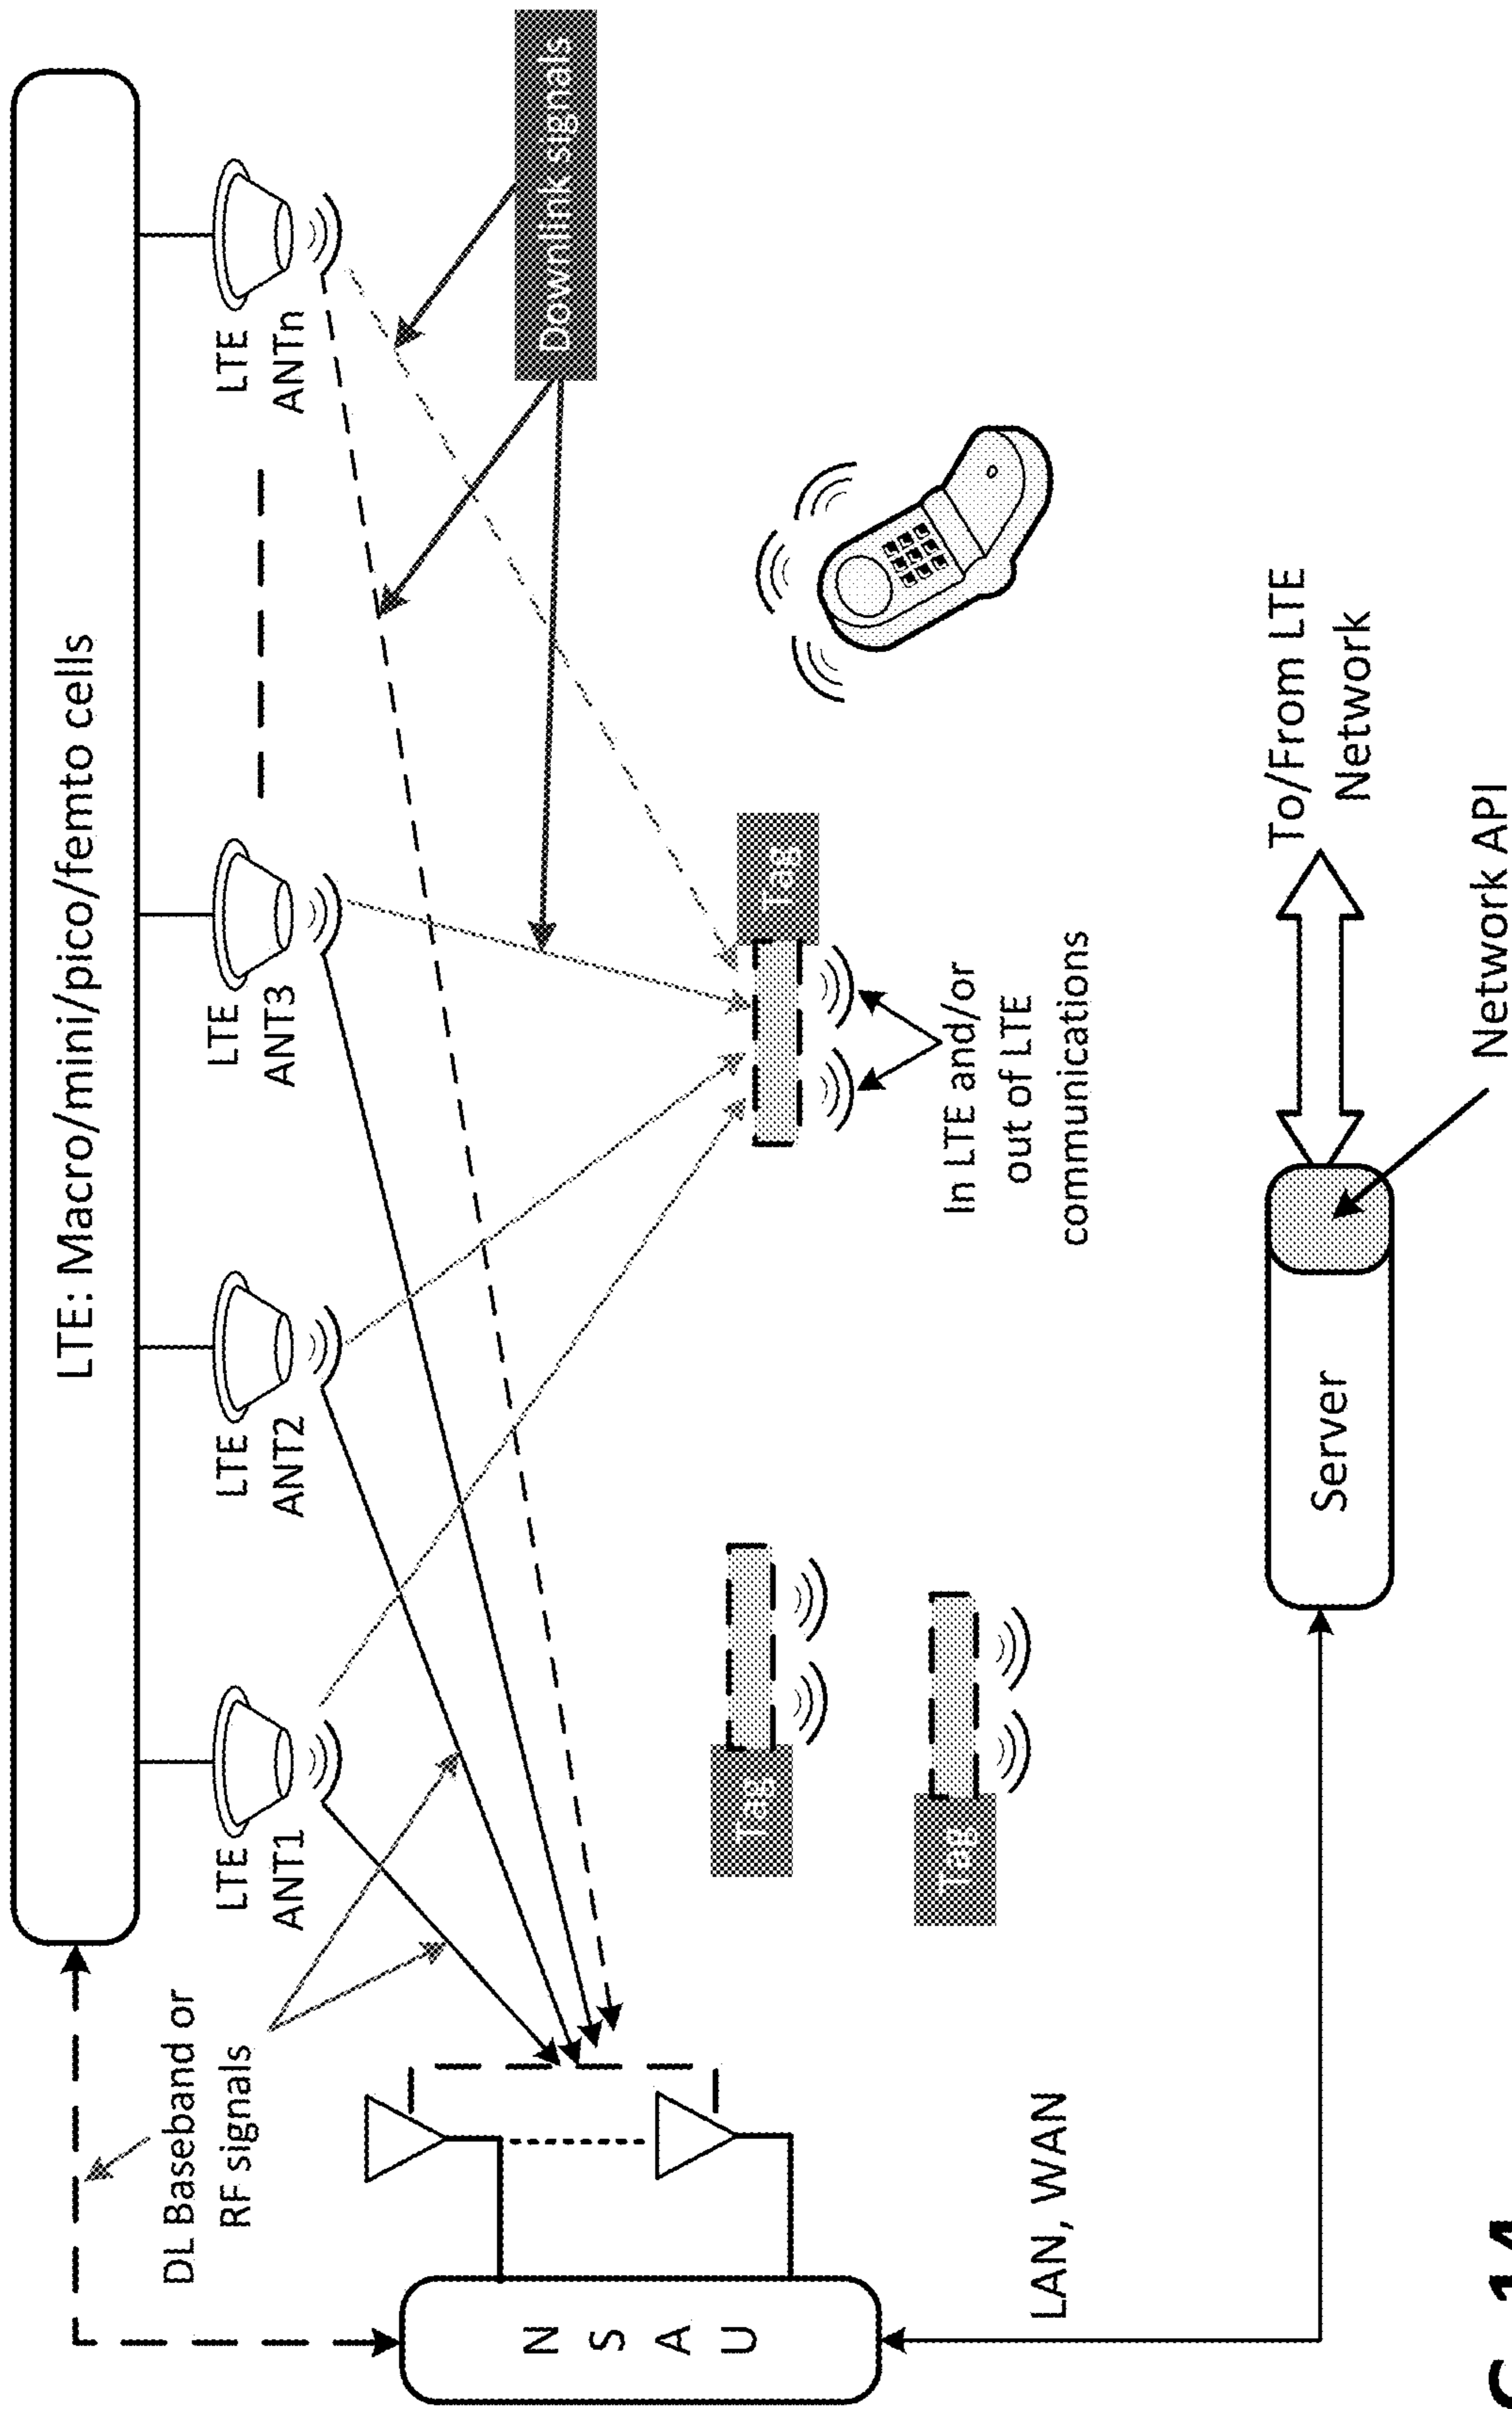 LTE: Macro/mini/pico/femto cells
DL Baseband or
RF signals
LTE
ANT1
LTE
ANT2
LTE
ANT3
LTE
ANTn
Downlink signals
N
S
A
U
Tag
Tag
Tag
In LTE and/or
out of LTE
communications
LAN, WAN
Server
To/From LTE
Network
Network API